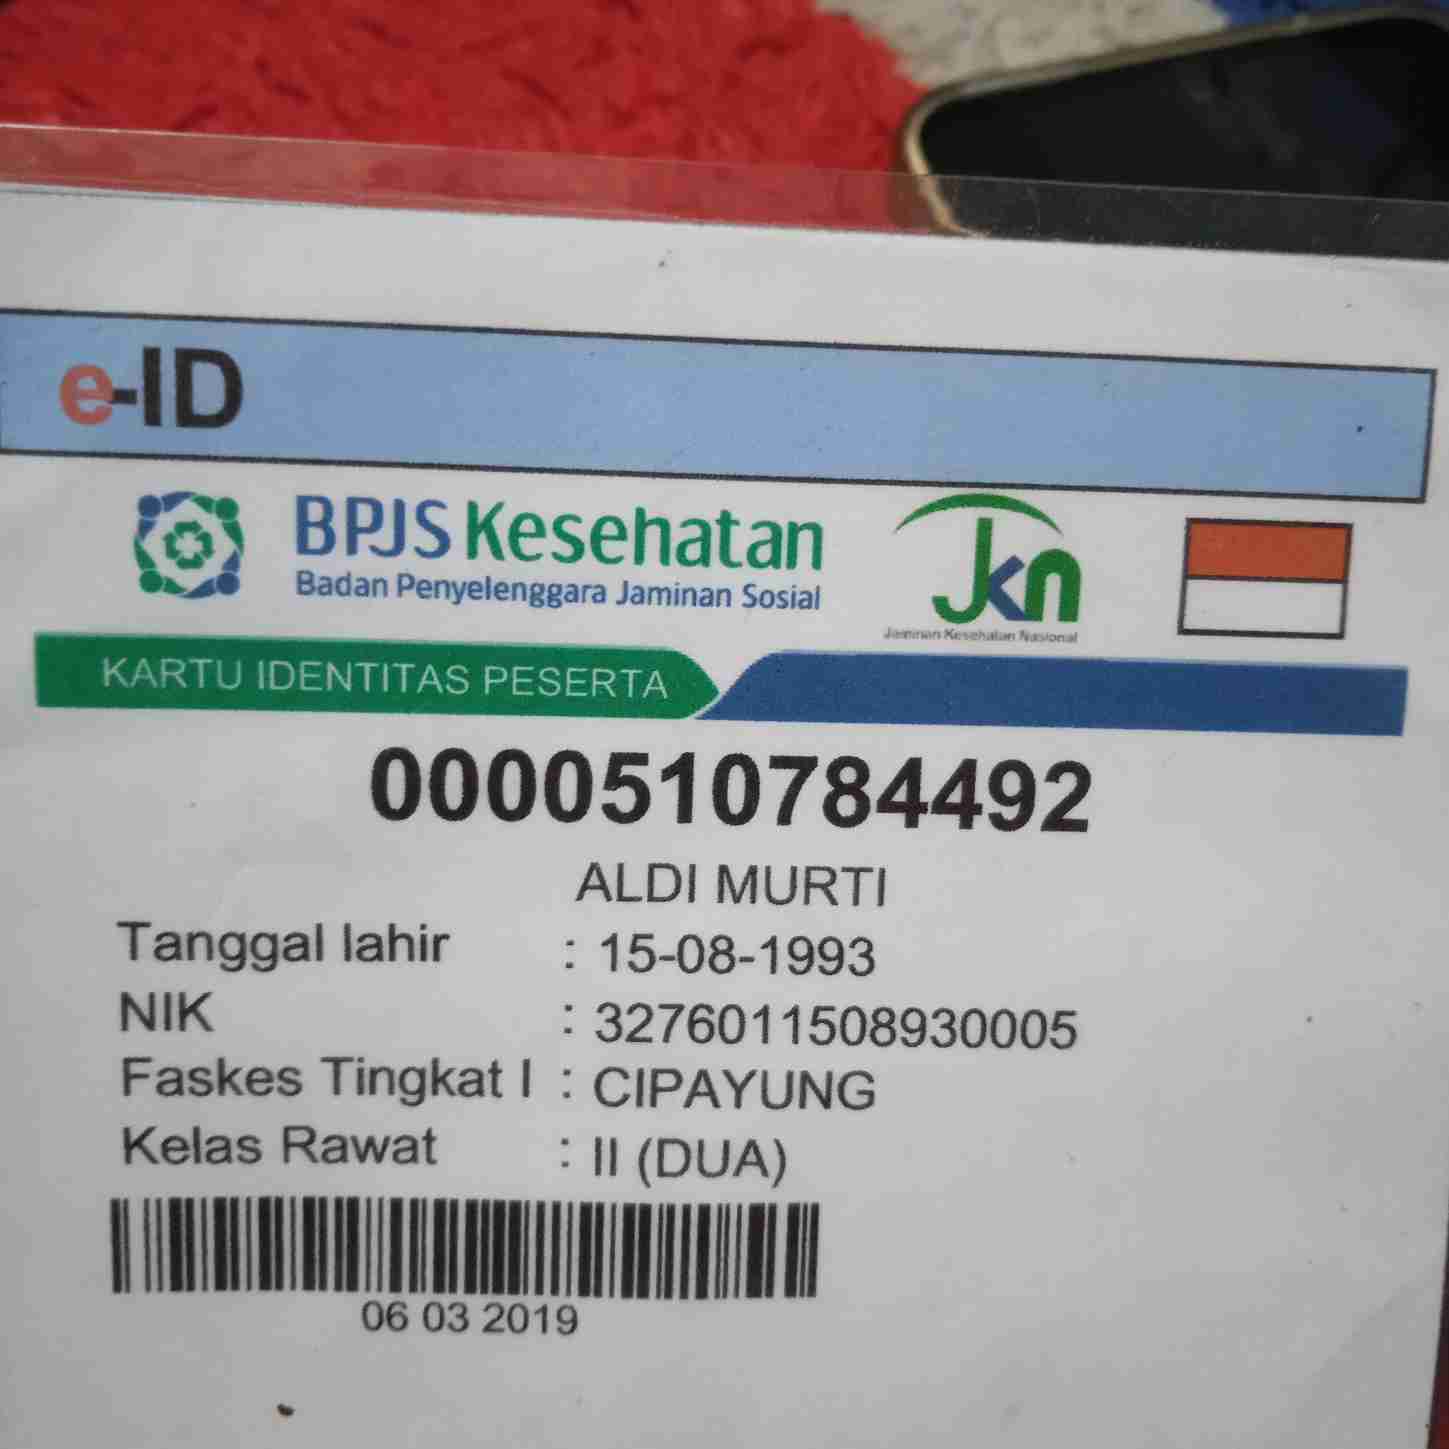 e-ID
BPJS Kesehatan
Badan Penyelenggara Jaminan Sosial
Jkn
Jaminan Kesehatan Nasional
KARTU IDENTITAS PESERTA
0000510784492
ALDI MURTI
Tanggal lahir : 15-08-1993
NIK : 3276011508930005
Faskes Tingkat I : CIPAYUNG
Kelas Rawat : II (DUA)
06 03 2019